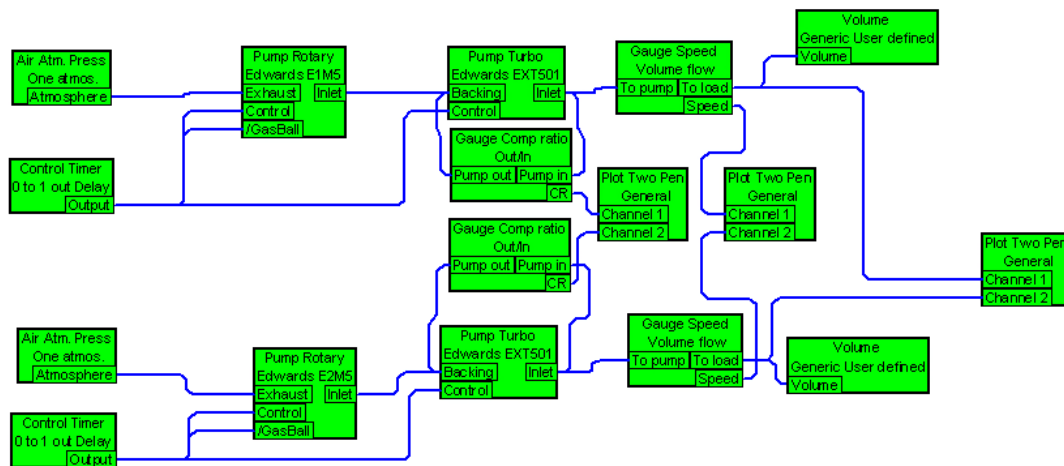 Air Atm. Press
One atmos.
Atmosphere
Control Timer
0 to 1 out Delay
Output
Pump Rotary
Edwards E1M5
Exhaust Inlet
Control
/GasBall
Pump Turbo
Edwards EXT501
Backing Inlet
Control
Gauge Comp ratio
Out/In
Pump out Pump in
CR
Gauge Speed
Volume flow
To pump To load
Speed
Volume
Generic User defined
Volume
Plot Two Pen
General
Channel 1
Channel 2
Plot Two Pen
General
Channel 1
Channel 2
Plot Two Pen
General
Channel 1
Channel 2
Gauge Comp ratio
Out/In
Pump out Pump in
CR
Air Atm. Press
One atmos.
Atmosphere
Control Timer
0 to 1 out Delay
Output
Pump Rotary
Edwards E2M5
Exhaust Inlet
Control
/GasBall
Pump Turbo
Edwards EXT501
Backing Inlet
Control
Gauge Speed
Volume flow
To pump To load
Speed
Volume
Generic User defined
Volume